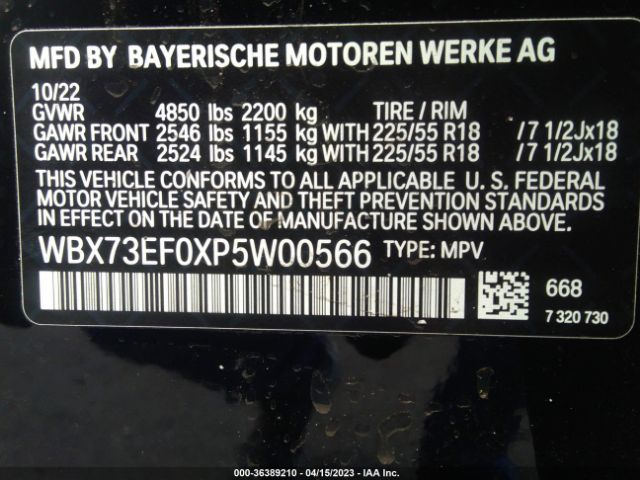 MFD BY BAYERISCHE MOTOREN WERKE AG
10/22
GVWR 4850 lbs 2200 kg TIRE / RIM
GAWR FRONT 2546 lbs 1155 kg WITH 225/55 R18 /7 1/2Jx18
GAWR REAR 2524 lbs 1145 kg WITH 225/55 R18 /7 1/2Jx18
THIS VEHICLE CONFORMS TO ALL APPLICABLE U. S. FEDERAL
MOTOR VEHICLE SAFETY AND THEFT PREVENTION STANDARDS
IN EFFECT ON THE DATE OF MANUFACTURE SHOWN ABOVE.
WBX73EF0XP5W00566 TYPE: MPV
668
7 320 730
000-36389210 - 04/15/2023 - IAA Inc.